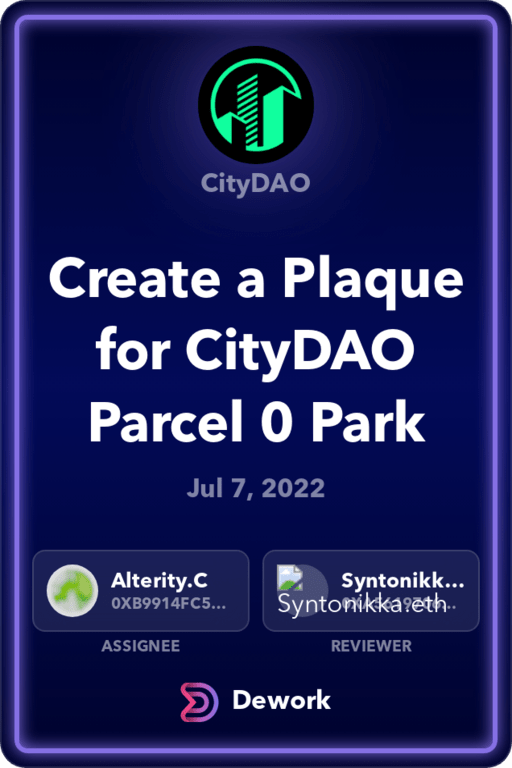 CityDAO
Create a Plaque
for CityDAO
Parcel 0 Park
Jul 7, 2022
Alterity.C
0XB9914FC5...
Syntonikk...
Syntonikka.eth
ASSIGNEE
REVIEWER
Dework